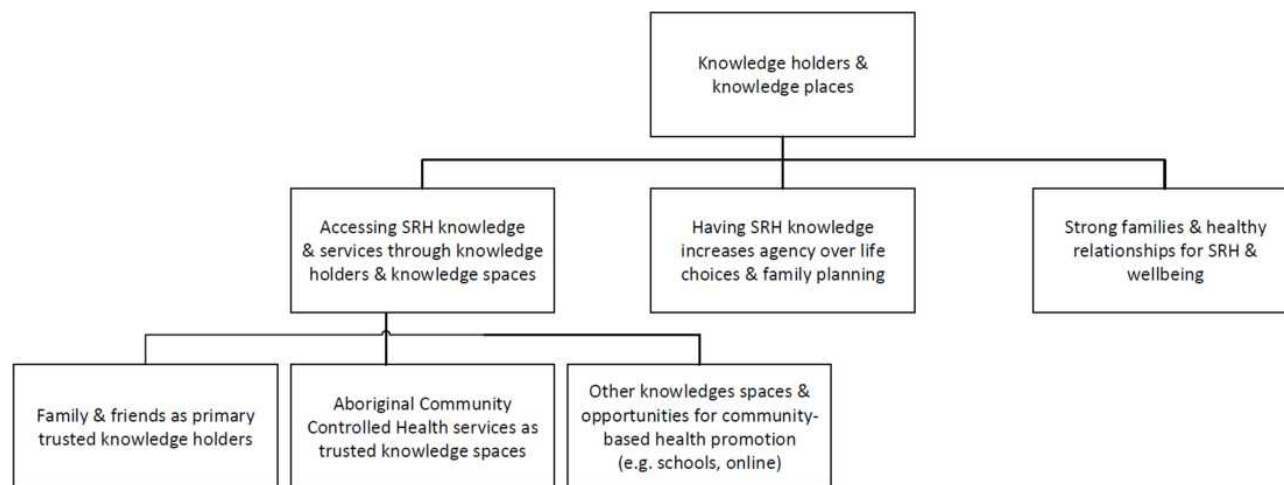 Knowledge holders &
knowledge places
Accessing SRH knowledge
& services through knowledge
holders & knowledge spaces
Having SRH knowledge
increases agency over life
choices & family planning
Strong families & healthy
relationships for SRH &
wellbeing
Family & friends as primary
trusted knowledge holders
Aboriginal Community
Controlled Health services as
trusted knowledge spaces
Other knowledges spaces &
opportunities for community-
based health promotion
(e.g. schools, online)